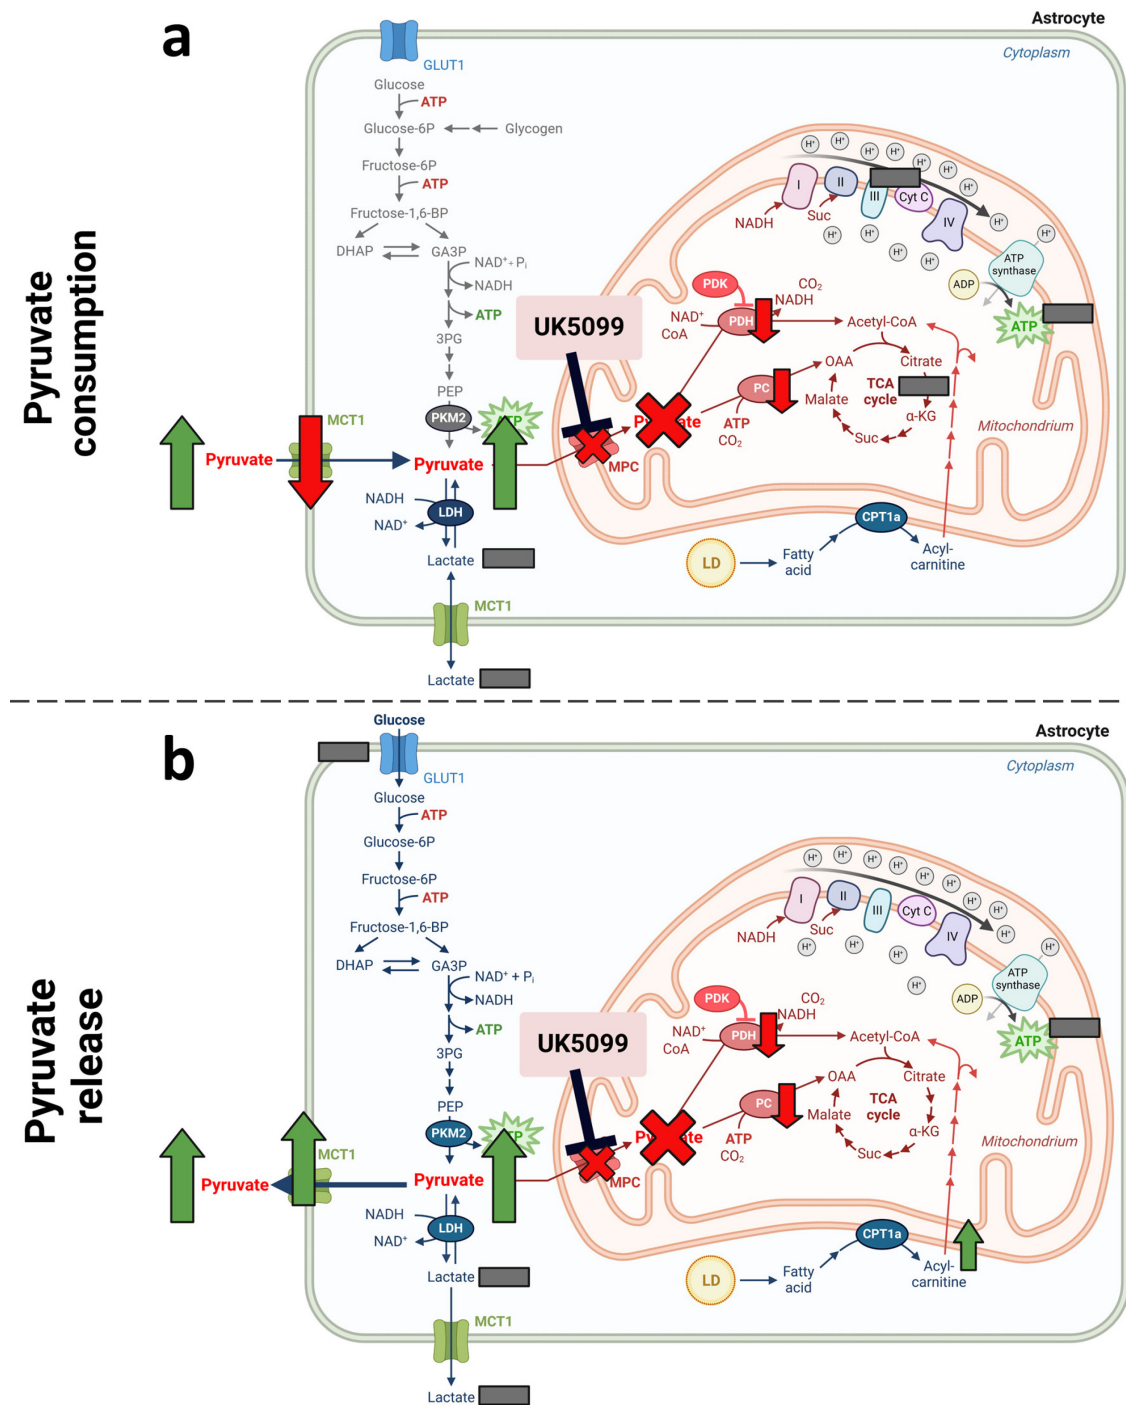 a
Astrocyte
Cytoplasm
GLUT1
Glucose
ATP
Glucose-6P
Glycogen
Fructose-6P
ATP
Fructose-1,6-BP
DHAP
GA3P
NAD⁺+ Pᵢ
NADH
ATP
3PG
PEP
PKM2
Pyruvate
consumption
MCT1
Pyruvate
Pyruvate
NADH
NAD⁺
LDH
Lactate
MCT1
Lactate
UK5099
MPC
H⁺
H⁺
H⁺
H⁺
H⁺
H⁺
H⁺
H⁺
H⁺
H⁺
H⁺
H⁺
H⁺
I
II
III
Cyt C
IV
NADH
Suc
ATP
synthase
ADP
ATP
PDK
CO₂
NADH
NAD⁺
CoA
PDH
Acetyl-CoA
PC
ATP
CO₂
OAA
Citrate
TCA
cycle
Malate
α-KG
Suc
Mitochondrium
CPT1a
LD
Fatty
acid
Acyl-
carnitine
b
Glucose
Astrocyte
Cytoplasm
GLUT1
Glucose
ATP
Glucose-6P
Fructose-6P
ATP
Fructose-1,6-BP
DHAP
GA3P
NAD⁺ + Pᵢ
NADH
ATP
3PG
PEP
PKM2
Pyruvate
release
MCT1
Pyruvate
Pyruvate
NADH
NAD⁺
LDH
Lactate
MCT1
Lactate
UK5099
MPC
H⁺
H⁺
H⁺
H⁺
H⁺
H⁺
H⁺
H⁺
H⁺
H⁺
H⁺
H⁺
H⁺
I
II
III
Cyt C
IV
NADH
Suc
ATP
synthase
ADP
ATP
PDK
CO₂
NADH
NAD⁺
CoA
PDH
Acetyl-CoA
PC
ATP
CO₂
OAA
Citrate
TCA
cycle
Malate
α-KG
Suc
Mitochondrium
CPT1a
LD
Fatty
acid
Acyl-
carnitine